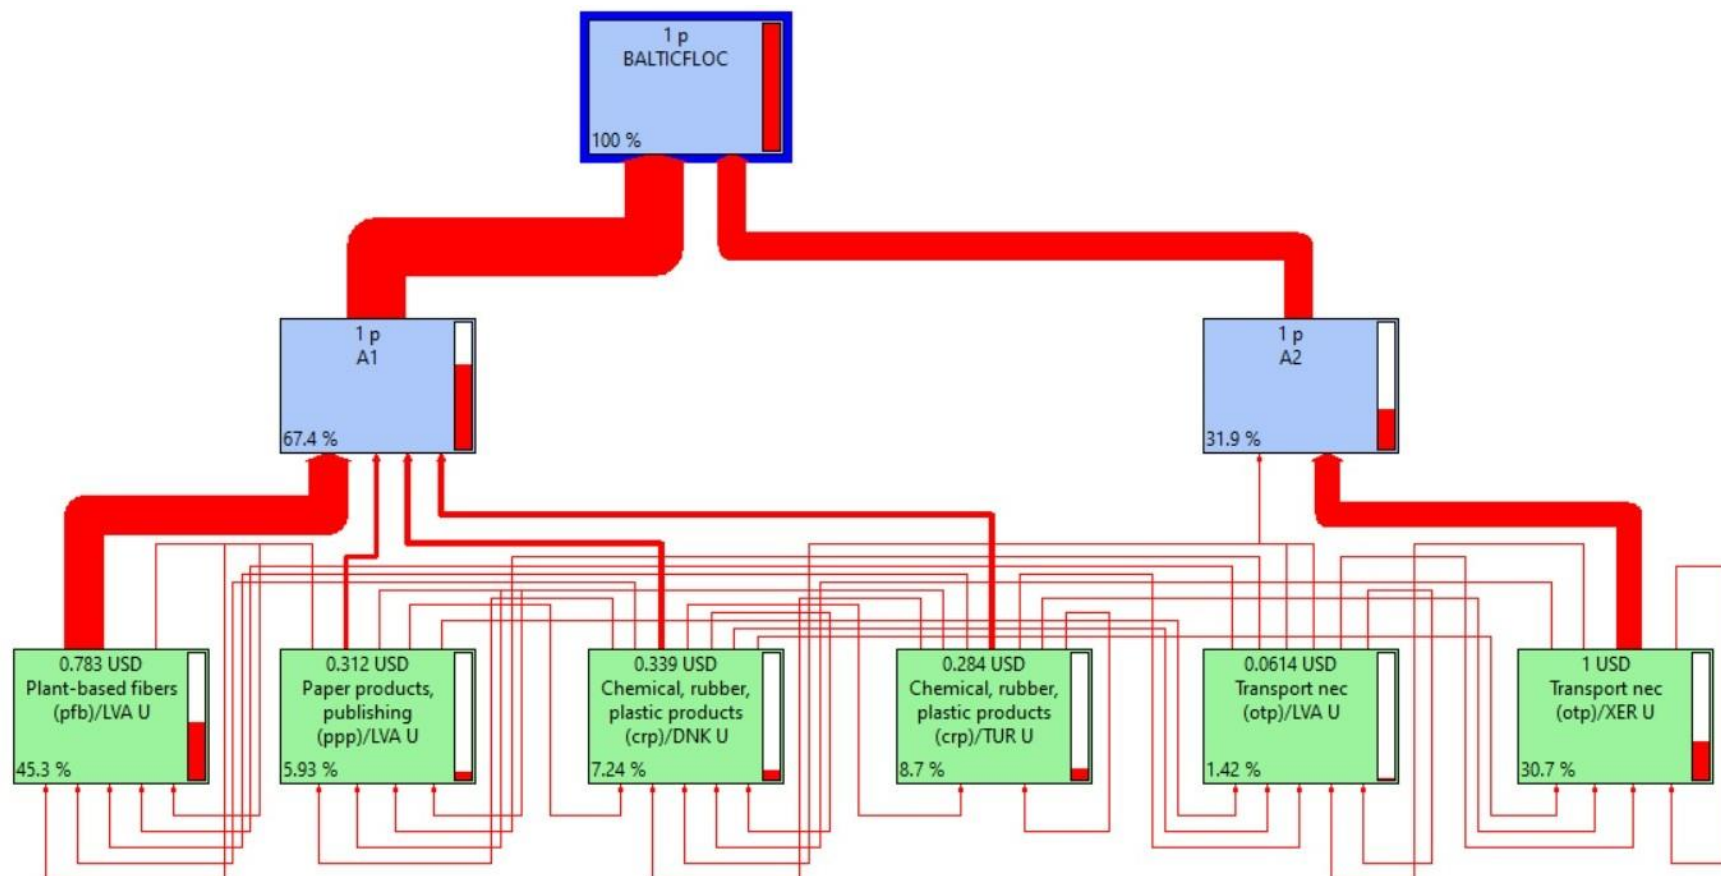 1 p
BALTICFLOC
100 %
1 p
A1
67.4 %
1 p
A2
31.9 %
0.783 USD
Plant-based fibers
(pfb)/LVA U
45.3 %
0.312 USD
Paper products,
publishing
(ppp)/LVA U
5.93 %
0.339 USD
Chemical, rubber,
plastic products
(crp)/DNK U
7.24 %
0.284 USD
Chemical, rubber,
plastic products
(crp)/TUR U
8.7 %
0.0614 USD
Transport nec
(otp)/LVA U
1.42 %
1 USD
Transport nec
(otp)/XER U
30.7 %